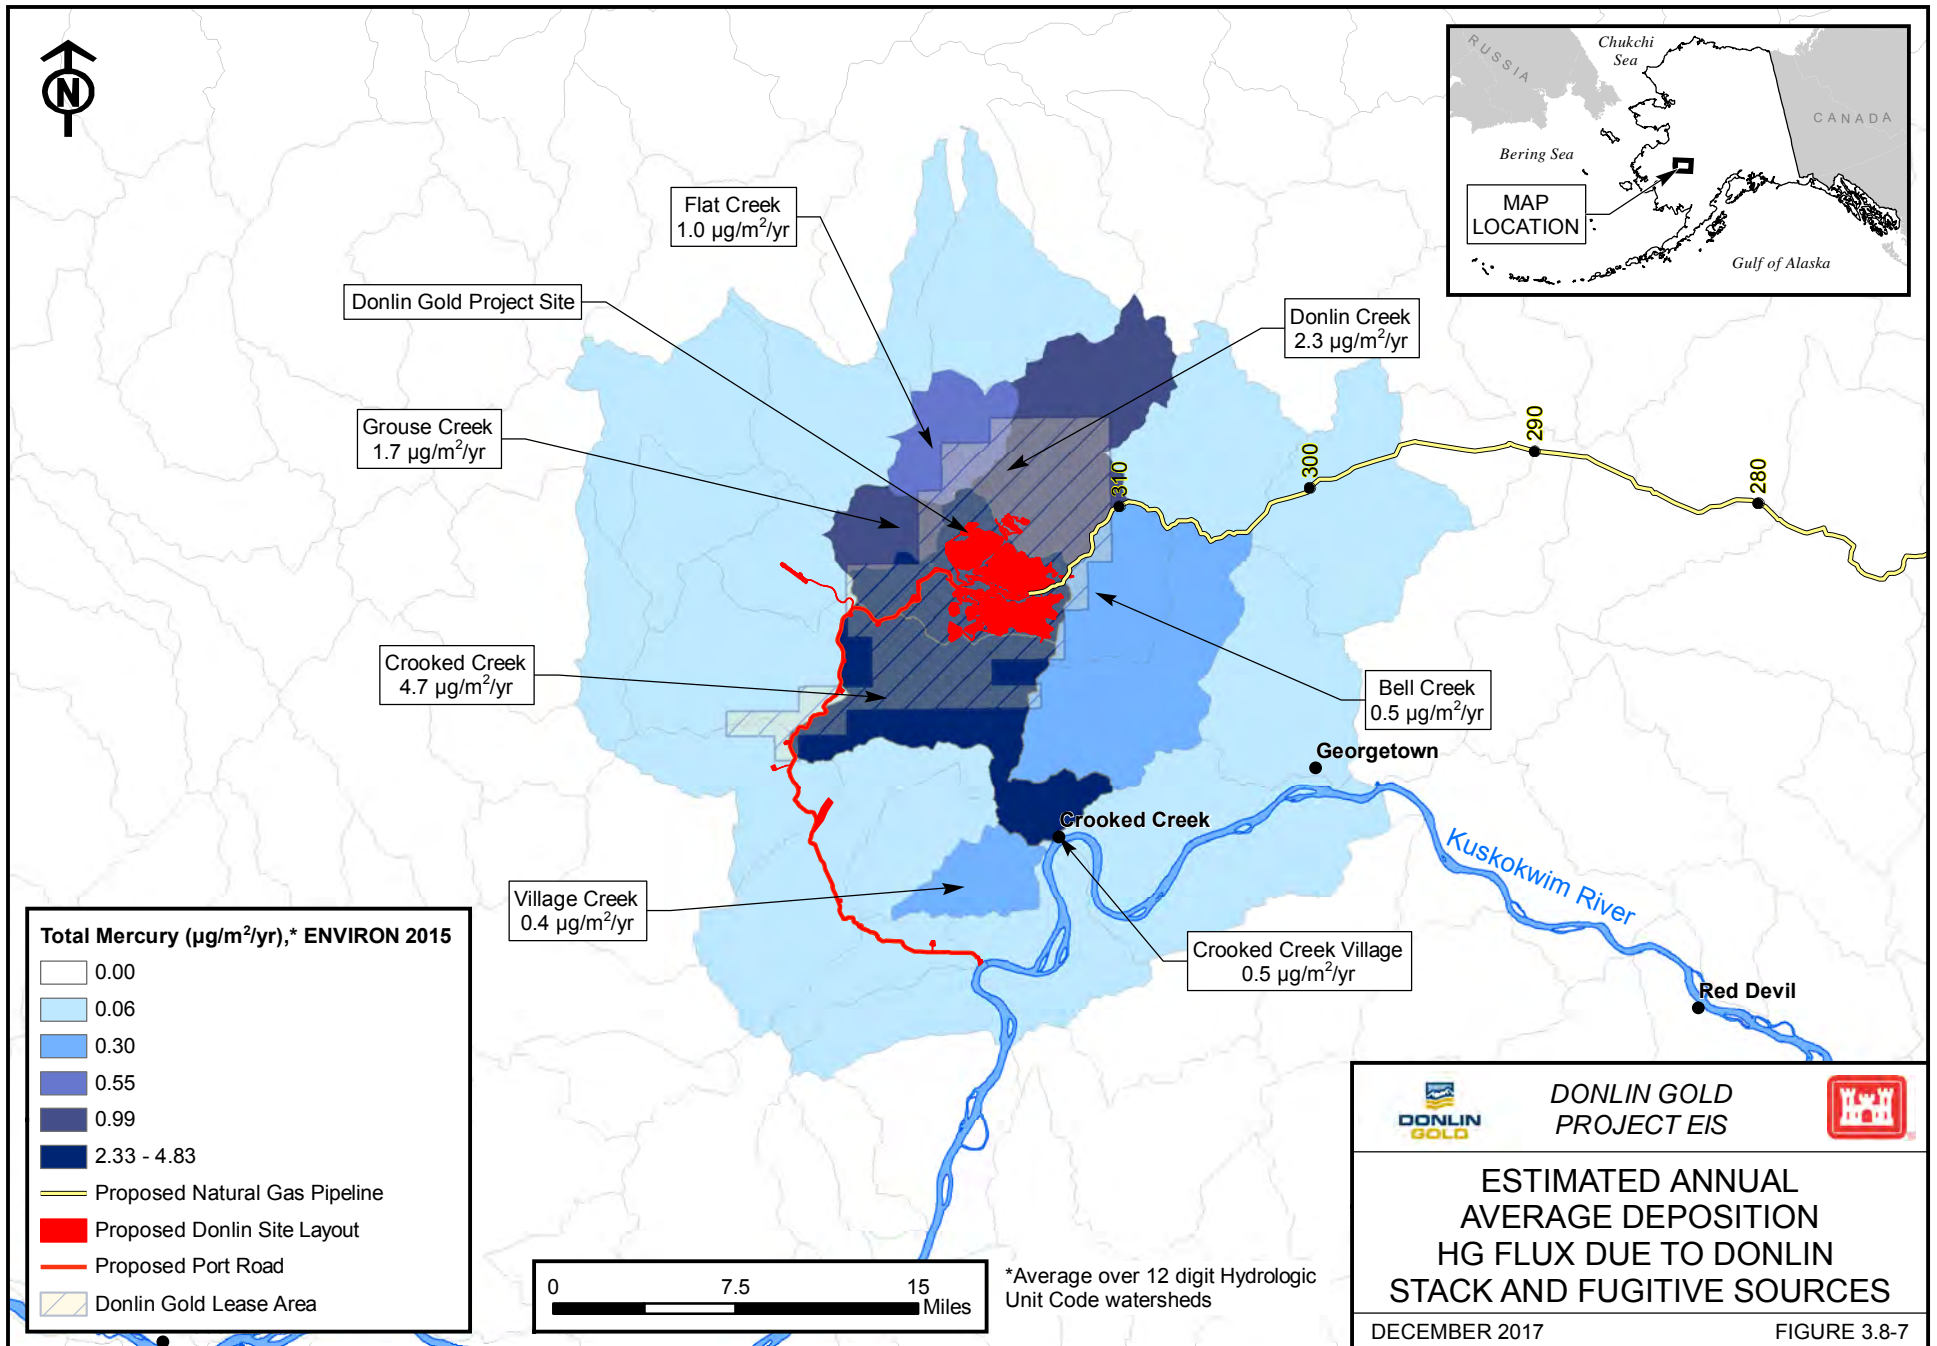 N
RUSSIA
Chukchi
Sea
CANADA
Bering Sea
MAP
LOCATION
Gulf of Alaska
Flat Creek
1.0 µg/m²/yr
Donlin Gold Project Site
Donlin Creek
2.3 µg/m²/yr
Grouse Creek
1.7 µg/m²/yr
310
300
290
280
Crooked Creek
4.7 µg/m²/yr
Bell Creek
0.5 µg/m²/yr
Georgetown
Crooked Creek
Kuskokwim River
Village Creek
0.4 µg/m²/yr
Crooked Creek Village
0.5 µg/m²/yr
Red Devil
Total Mercury (µg/m²/yr),* ENVIRON 2015
0.00
0.06
0.30
0.55
0.99
2.33 - 4.83
Proposed Natural Gas Pipeline
Proposed Donlin Site Layout
Proposed Port Road
Donlin Gold Lease Area
0 7.5 15
Miles
*Average over 12 digit Hydrologic
Unit Code watersheds
DONLIN
GOLD
DONLIN GOLD
PROJECT EIS
ESTIMATED ANNUAL
AVERAGE DEPOSITION
HG FLUX DUE TO DONLIN
STACK AND FUGITIVE SOURCES
DECEMBER 2017
FIGURE 3.8-7